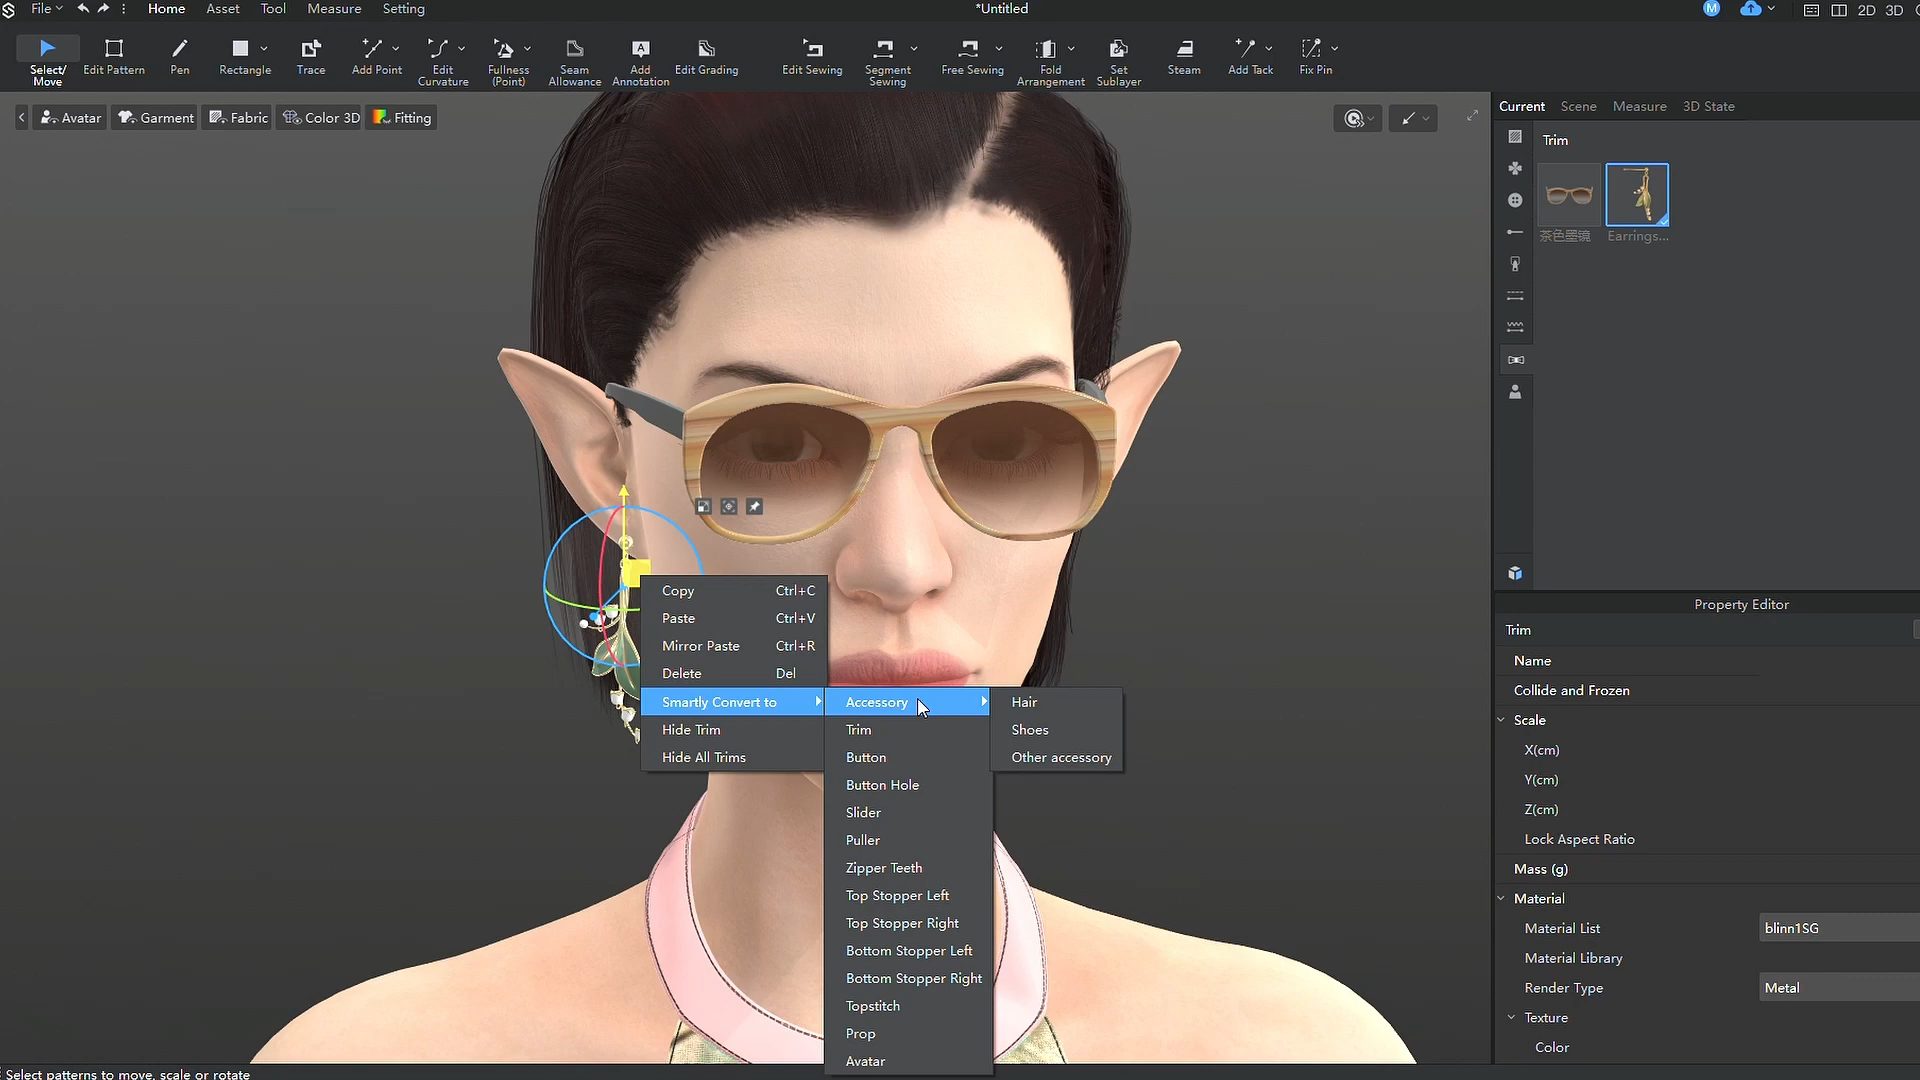 File
Home
Asset
Tool
Measure
Setting
*Untitled
M
2D
3D
Select/
Move
Edit Pattern
Pen
Rectangle
Trace
Add Point
Edit
Curvature
Fullness
(Point)
Seam
Allowance
A
Add
Annotation
Edit Grading
Edit Sewing
Segment
Sewing
Free Sewing
Fold
Arrangement
Set
Sublayer
Steam
Add Tack
Fix Pin
Avatar
Garment
Fabric
Color 3D
Fitting
Current
Scene
Measure
3D State
Trim
茶色墨镜
Earrings...
Copy Ctrl+C
Paste Ctrl+V
Mirror Paste Ctrl+R
Delete Del
Smartly Convert to
Hide Trim
Hide All Trims
Accessory
Trim
Button
Button Hole
Slider
Puller
Zipper Teeth
Top Stopper Left
Top Stopper Right
Bottom Stopper Left
Bottom Stopper Right
Topstitch
Prop
Avatar
Hair
Shoes
Other accessory
Property Editor
Trim
Name
Collide and Frozen
Scale
X(cm)
Y(cm)
Z(cm)
Lock Aspect Ratio
Mass (g)
Material
Material List blinn1SG
Material Library
Render Type Metal
Texture
Color
Select patterns to move, scale or rotate